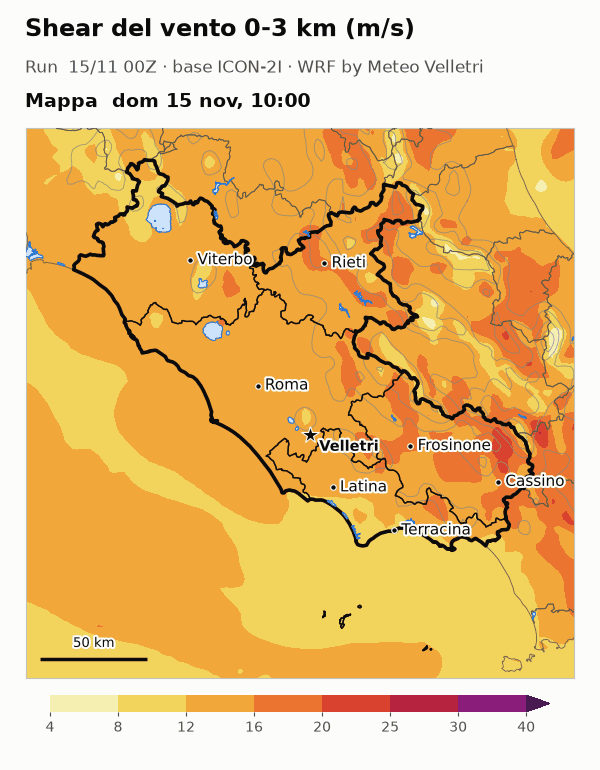 Shear del vento 0-3 km (m/s)
Run  15/11 00Z · base ICON-2I · WRF by Meteo Velletri
Mappa  dom 15 nov, 10:00
Viterbo
Rieti
Roma
Velletri
Frosinone
Cassino
Latina
Terracina
50 km
4 8 12 16 20 25 30 40